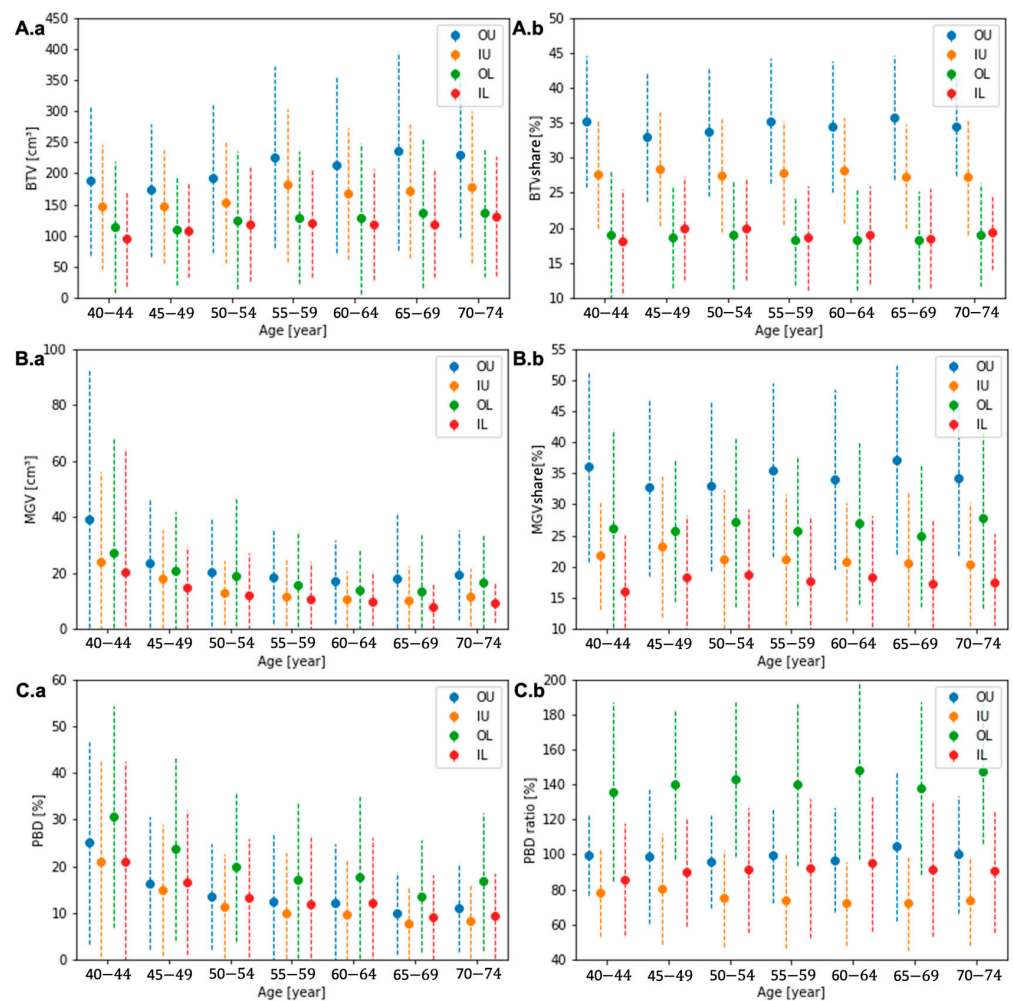 A.a
BTV [cm³]
450
400
350
300
250
200
150
100
50
0
OU
IU
OL
IL
40−44 45−49 50−54 55−59 60−64 65−69 70−74
Age [year]
A.b
BTVshare[%]
50
45
40
35
30
25
20
15
10
OU
IU
OL
IL
40−44 45−49 50−54 55−59 60−64 65−69 70−74
Age [year]
B.a
MGV [cm³]
100
80
60
40
20
0
OU
IU
OL
IL
40−44 45−49 50−54 55−59 60−64 65−69 70−74
Age [year]
B.b
MGVshare[%]
55
50
45
40
35
30
25
20
15
10
OU
IU
OL
IL
40−44 45−49 50−54 55−59 60−64 65−69 70−74
Age [year]
C.a
PBD [%]
60
50
40
30
20
10
0
OU
IU
OL
IL
40−44 45−49 50−54 55−59 60−64 65−69 70−74
Age [year]
C.b
PBD ratio [%]
200
180
160
140
120
100
80
60
40
OU
IU
OL
IL
40−44 45−49 50−54 55−59 60−64 65−69 70−74
Age [year]